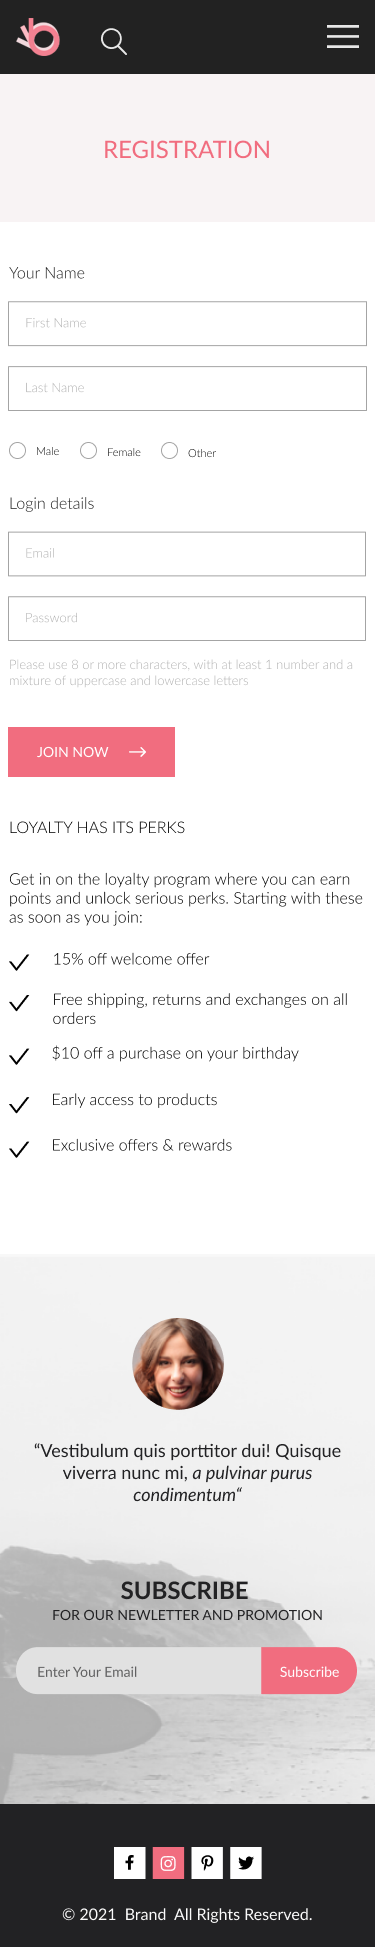 REGISTRATION
Your Name
First Name
Last Name
Male Female Other
Login details
Email
Password
Please use 8 or more characters, with at least 1 number and a
mixture of uppercase and lowercase letters
JOIN NOW
LOYALTY HAS ITS PERKS
Get in on the loyalty program where you can earn
points and unlock serious perks. Starting with these
as soon as you join:
15% off welcome offer
Free shipping, returns and exchanges on all
orders
$10 off a purchase on your birthday
Early access to products
Exclusive offers & rewards
“Vestibulum quis porttitor dui! Quisque
viverra nunc mi, a pulvinar purus
condimentum“
SUBSCRIBE
FOR OUR NEWLETTER AND PROMOTION
Enter Your Email Subscribe
© 2021 Brand All Rights Reserved.